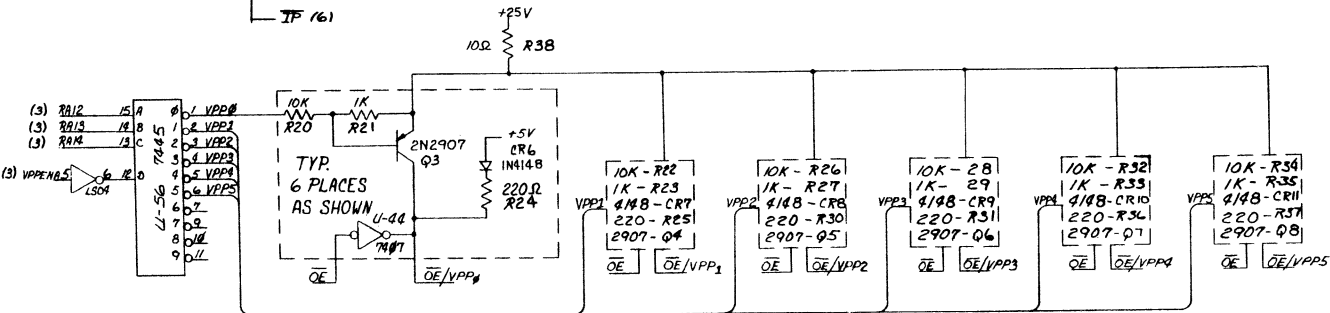 IP (6)
+25V
10Ω R38
(3) RA12 15 A 0 1 VPP0
(3) RA13 14 B 1 2 VPP1
(3) RA14 13 C 2 3 VPP2
3 4 VPP3
(3) VPPENB 5 6 12 D 4 5 VPP4
LS04
5 6 VPP5
6 7
7 9
8 10
9 11
U-56 7445
10K
R20
1K
R21
2N2907
Q3
+5V
CR6
1N4148
220Ω
R24
TYP.
6 PLACES
AS SHOWN
U-44
7407
OE
OE/VPP0
VPP1
10K-R22
1K-R23
4148-CR7
220-R25
2907-Q4
OE
OE/VPP1
VPP2
10K-R26
1K-R27
4148-CR8
220-R30
2907-Q5
OE
OE/VPP2
VPP3
10K-28
1K-29
4148-CR9
220-R31
2907-Q6
OE
OE/VPP3
VPP4
10K-R32
1K-R33
4148-CR10
220-R36
2907-Q7
OE
OE/VPP4
VPP5
10K-R34
1K-R35
4148-CR11
220-R37
2907-Q8
OE
OE/VPP5